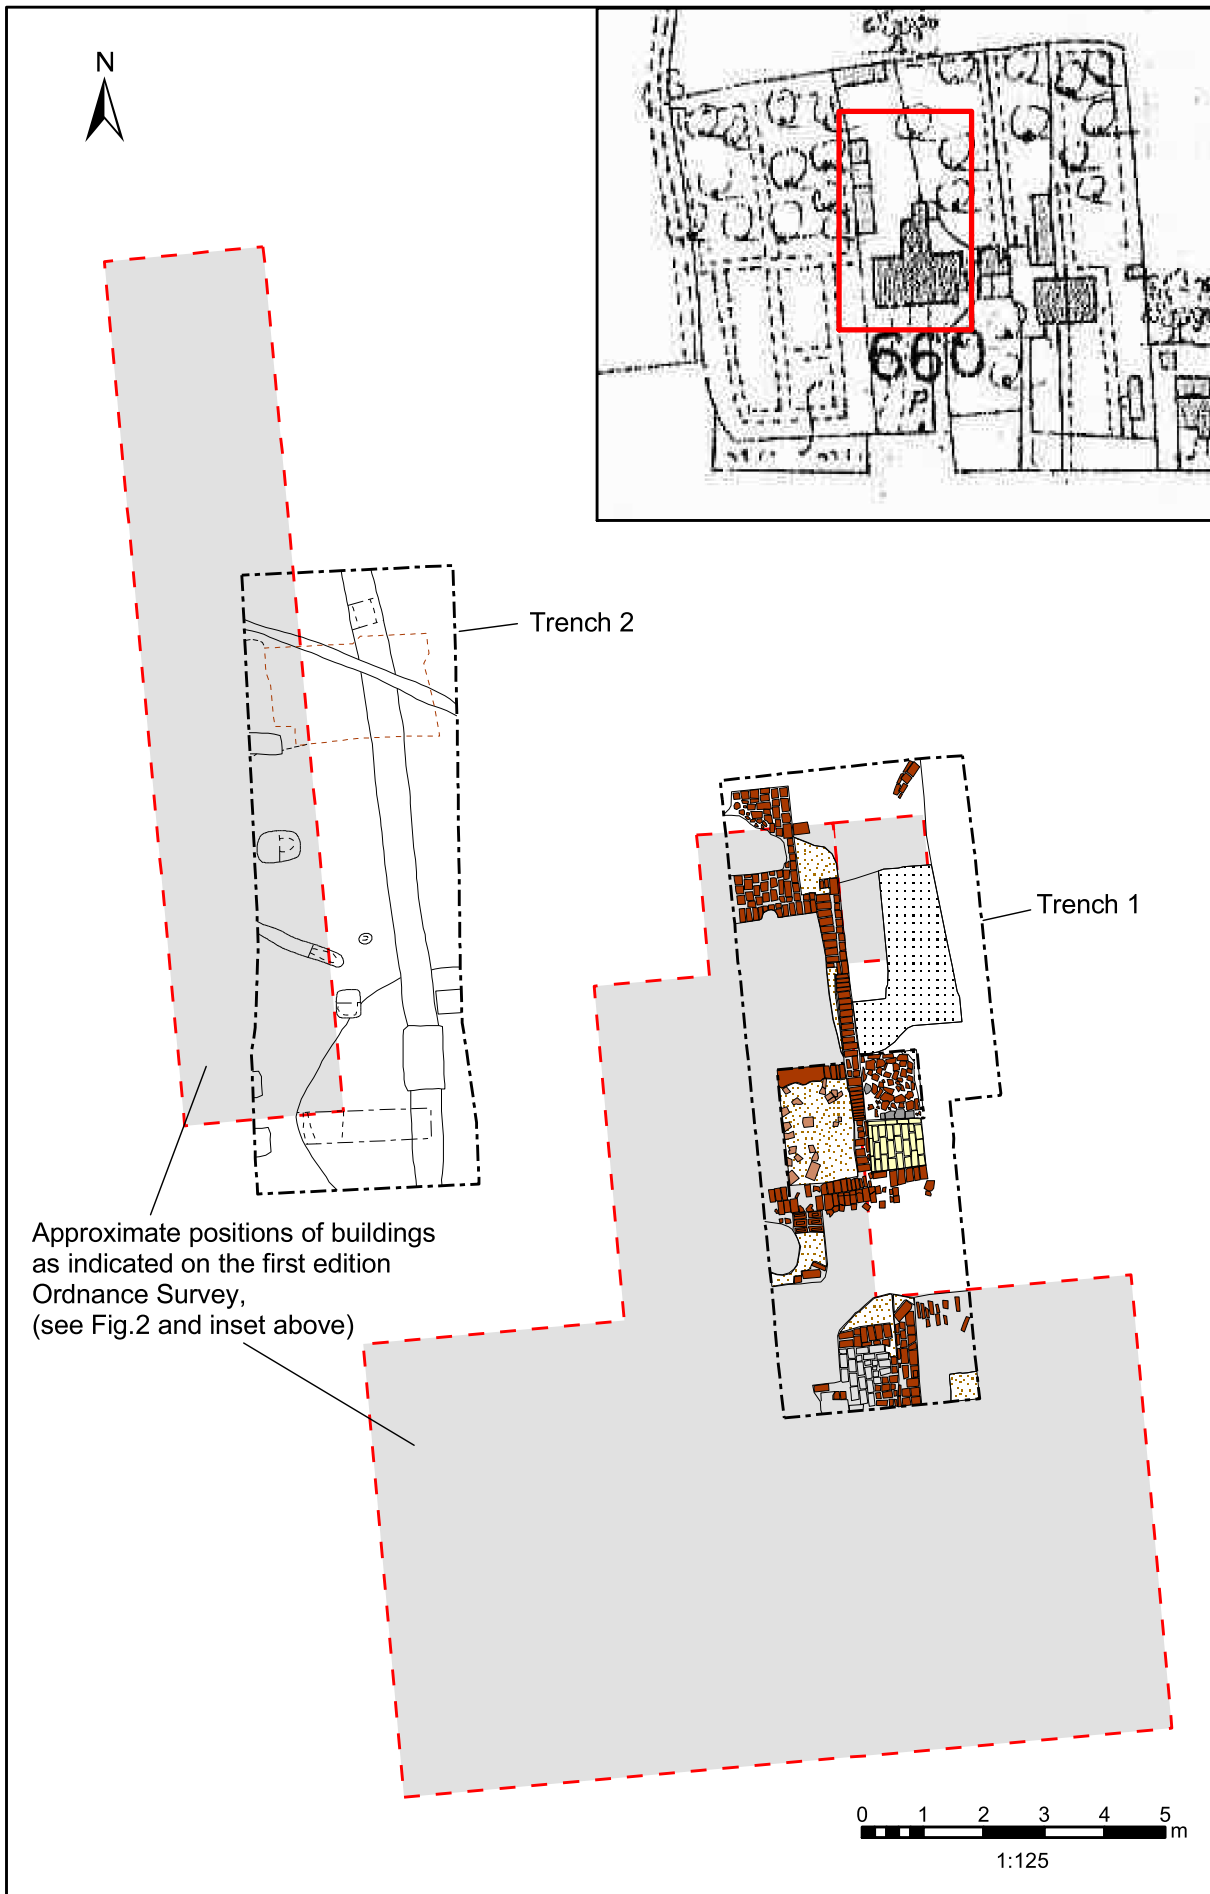 N
660
P
Trench 2
Trench 1
Approximate positions of buildings
as indicated on the first edition
Ordnance Survey,
(see Fig.2 and inset above)
0 1 2 3 4 5
m
1:125